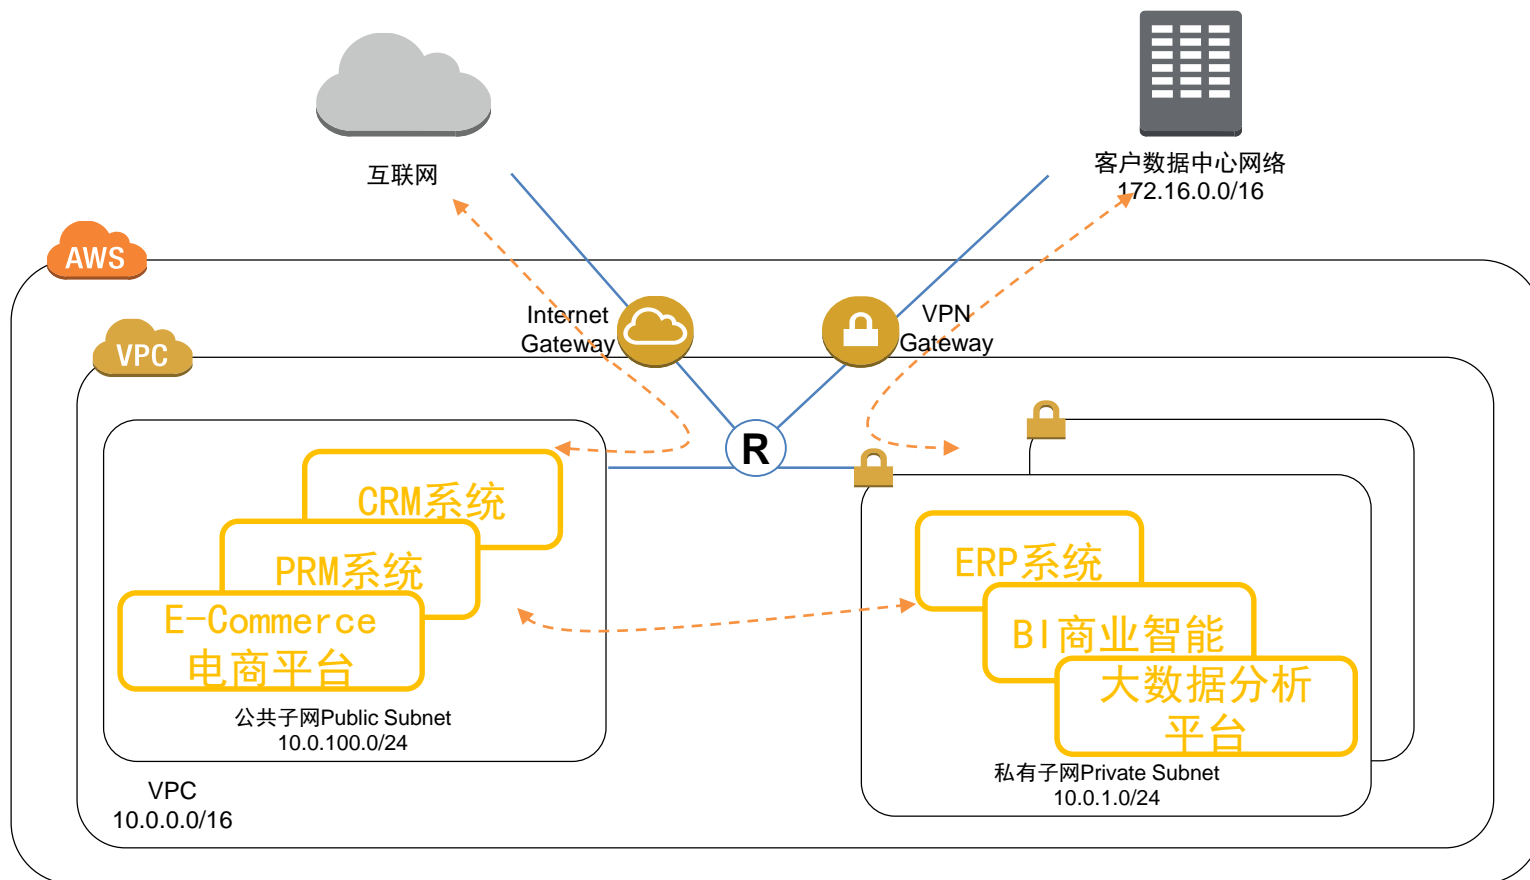 互联网
客户数据中心网络
172.16.0.0/16
AWS
Internet
Gateway
VPN
Gateway
VPC
R
CRM系统
PRM系统
E-Commerce
电商平台
公共子网Public Subnet
10.0.100.0/24
ERP系统
BI商业智能
大数据分析
平台
私有子网Private Subnet
10.0.1.0/24
VPC
10.0.0.0/16